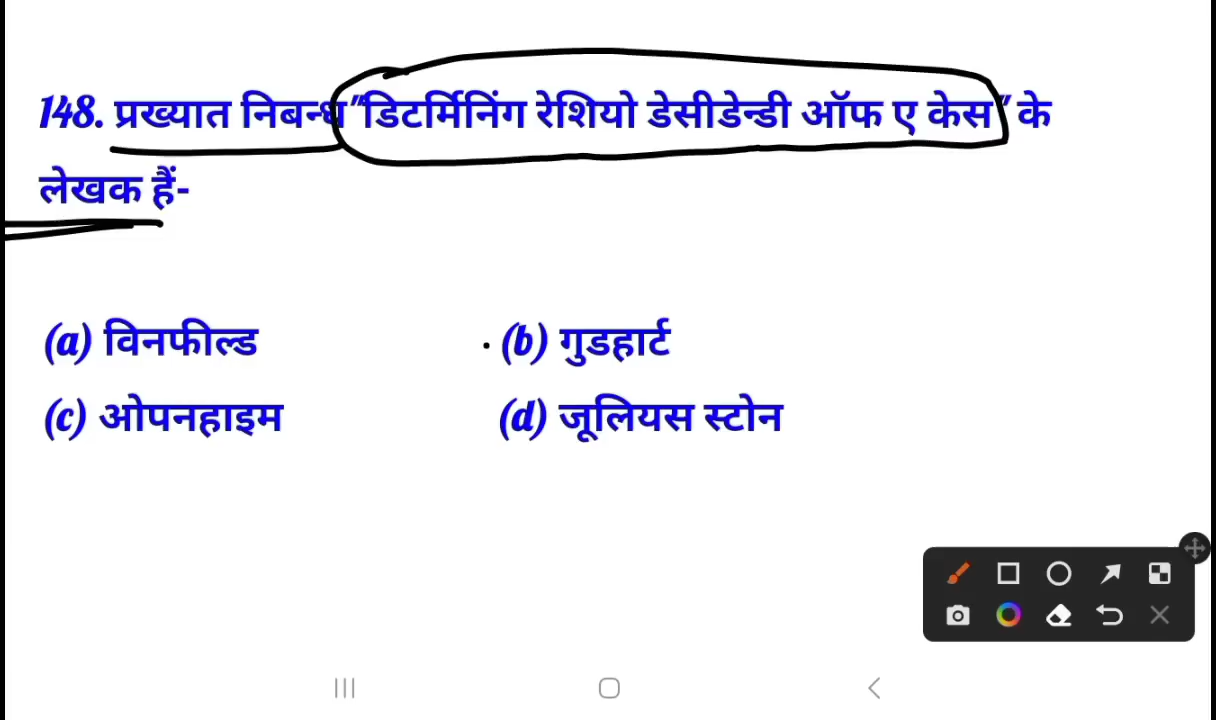 148. प्रख्यात निबन्ध "डिटर्मिनिंग रेशियो डेसीडेन्डी ऑफ ए केस" के
लेखक हैं-
(a) विनफील्ड (b) गुडहार्ट
(c) ओपनहाइम (d) जूलियस स्टोन